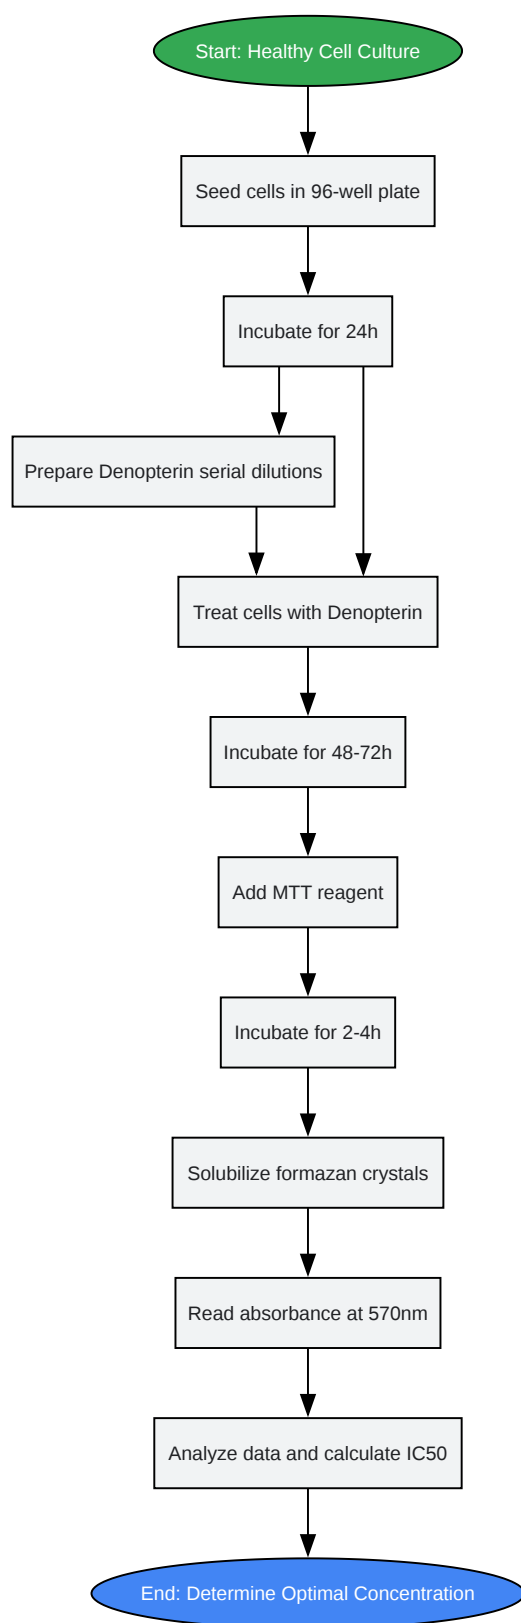 Start: Healthy Cell Culture
Seed cells in 96-well plate
Incubate for 24h
Prepare Denopterin serial dilutions
Treat cells with Denopterin
Incubate for 48-72h
Add MTT reagent
Incubate for 2-4h
Solubilize formazan crystals
Read absorbance at 570nm
Analyze data and calculate IC50
End: Determine Optimal Concentration